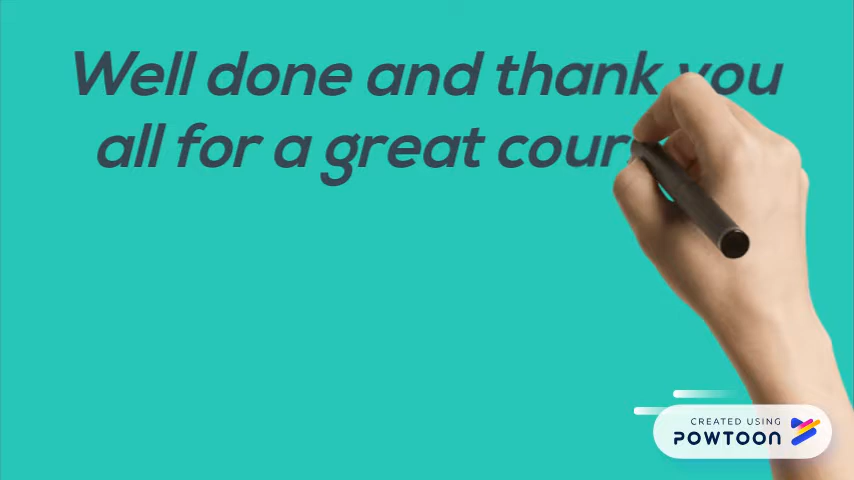 Well done and thank you
all for a great cour
CREATED USING
POWTOON